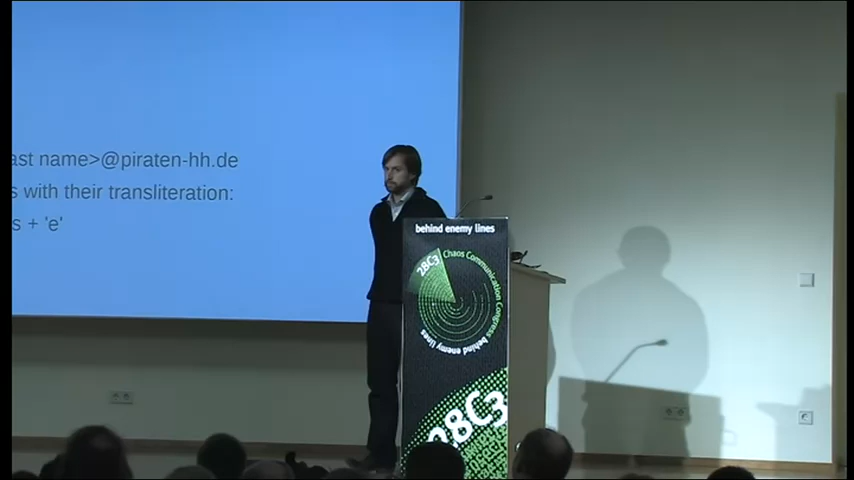 ast name>@piraten-hh.de
s with their transliteration:
s + 'e'
behind enemy lines
28C3 Chaos Communication Congress behind enemy lines
28C3